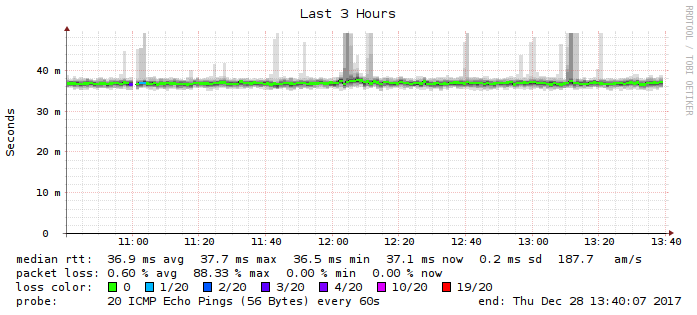 Last 3 Hours
RRDTOOL / TOBI OETIKER
Seconds
40 m
30 m
20 m
10 m
0
11:00 11:20 11:40 12:00 12:20 12:40 13:00 13:20 13:40
median rtt: 36.9 ms avg 37.7 ms max 36.5 ms min 37.1 ms now 0.2 ms sd 187.7 am/s
packet loss: 0.60 % avg 88.33 % max 0.00 % min 0.00 % now
loss color: 0 1/20 2/20 3/20 4/20 10/20 19/20
probe: 20 ICMP Echo Pings (56 Bytes) every 60s end: Thu Dec 28 13:40:07 2017